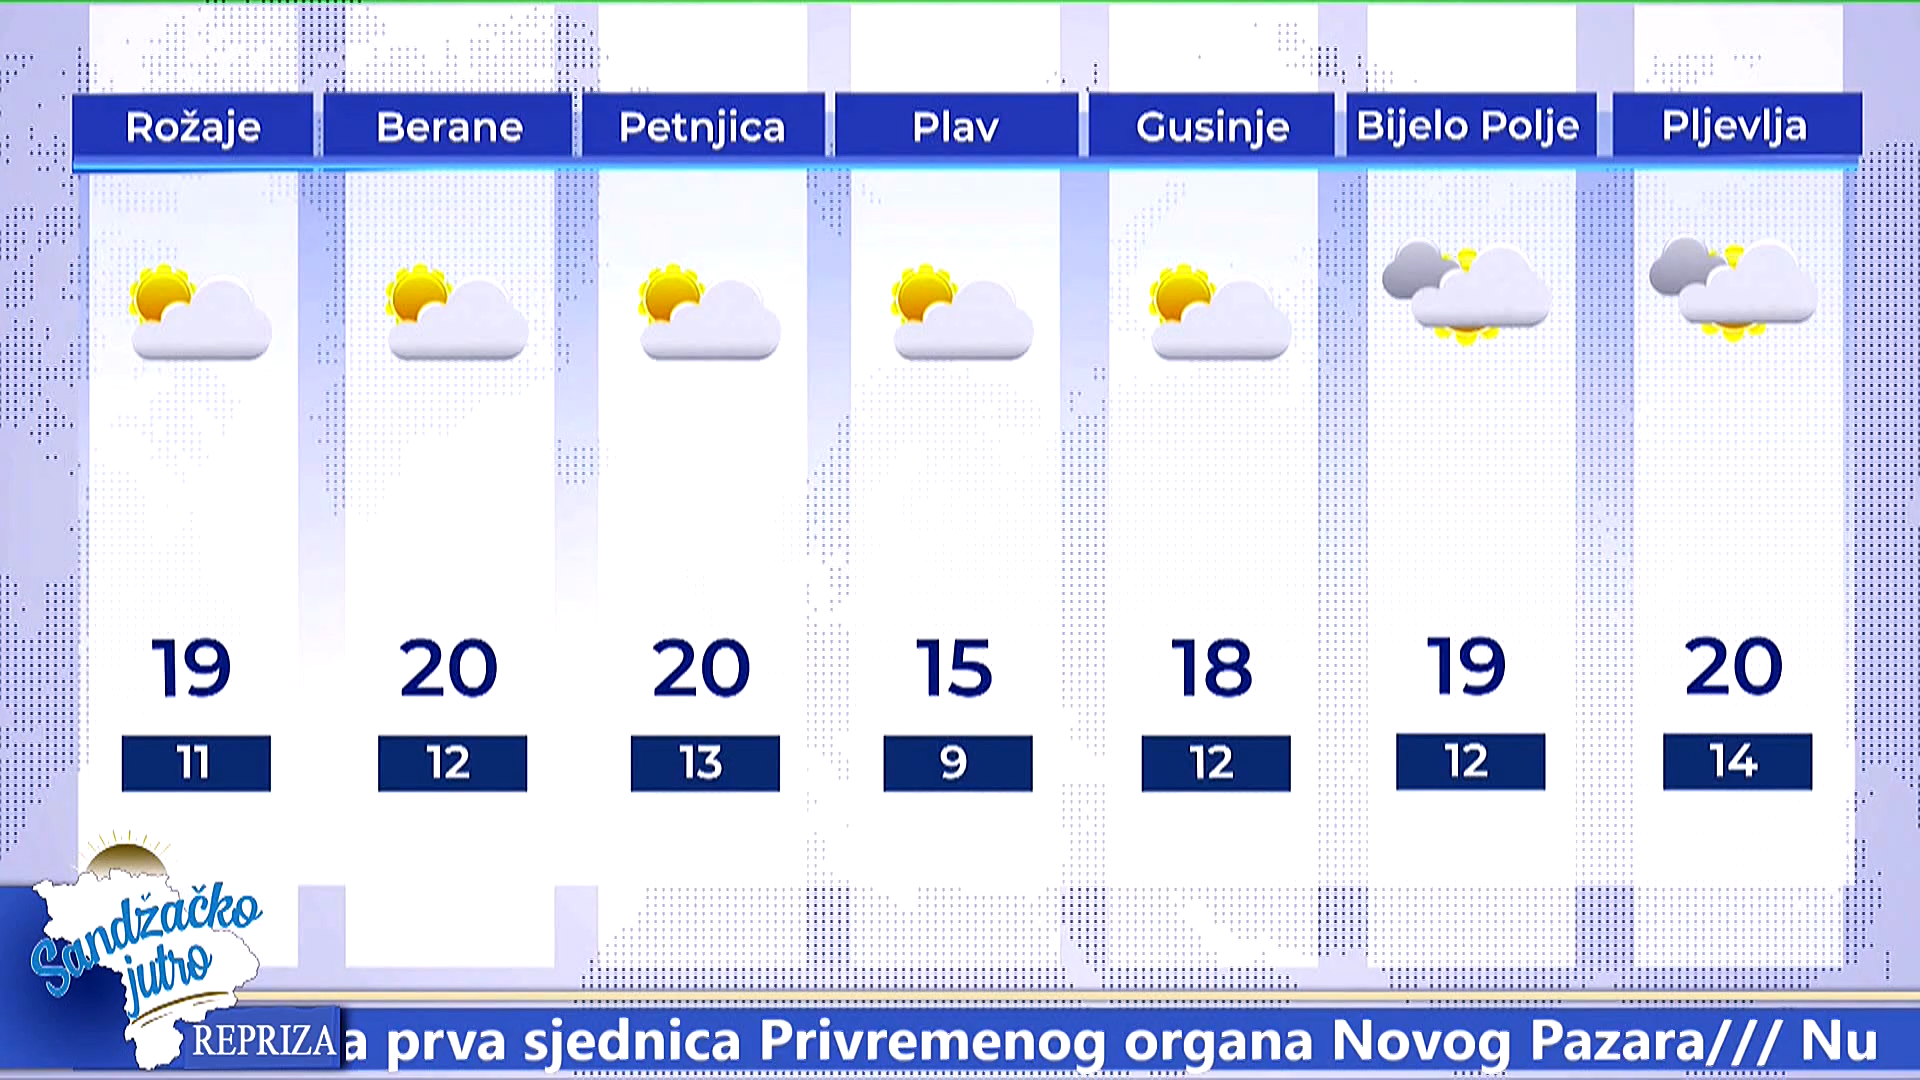 Rožaje Berane Petnjica Plav Gusinje Bijelo Polje Pljevlja
19 20 20 15 18 19 20
11 12 13 9 12 12 14
Sandžačko
jutro
REPRIZA
a prva sjednica Privremenog organa Novog Pazara/// Nu